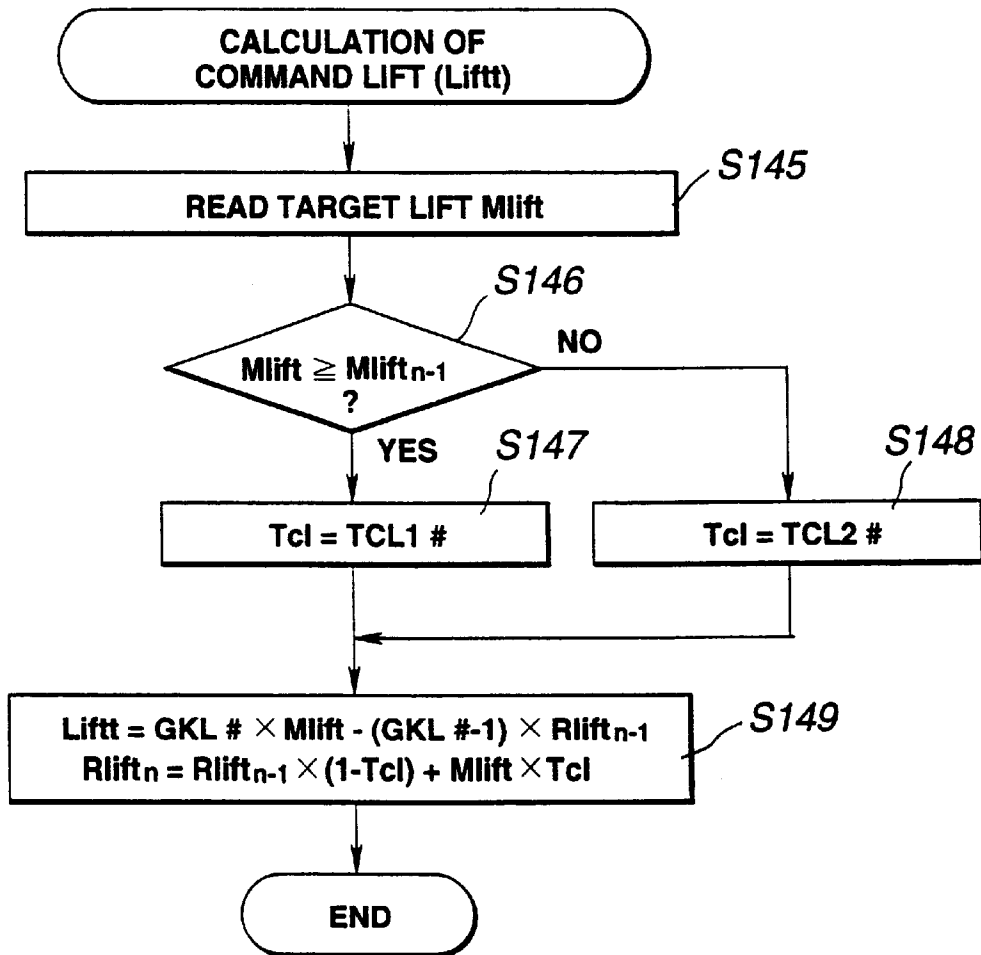 CALCULATION OF
COMMAND LIFT (Liftt)
S145
READ TARGET LIFT Mlift
S146
Mlift ≧ Mliftn-1
?
NO
YES
S147
Tcl = TCL1 #
S148
Tcl = TCL2 #
S149
Liftt = GKL # × Mlift - (GKL #-1) × Rliftn-1
Rliftn = Rliftn-1 × (1-Tcl) + Mlift × Tcl
END